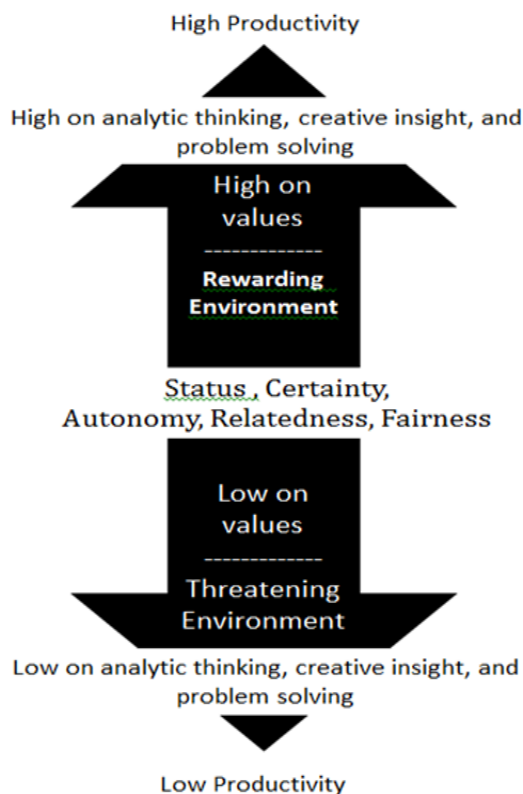 High Productivity
High on analytic thinking, creative insight, and
problem solving
High on
values
-------------
Rewarding
Environment
Status , Certainty,
Autonomy, Relatedness, Fairness
Low on
values
-------------
Threatening
Environment
Low on analytic thinking, creative insight, and
problem solving
Low Productivity